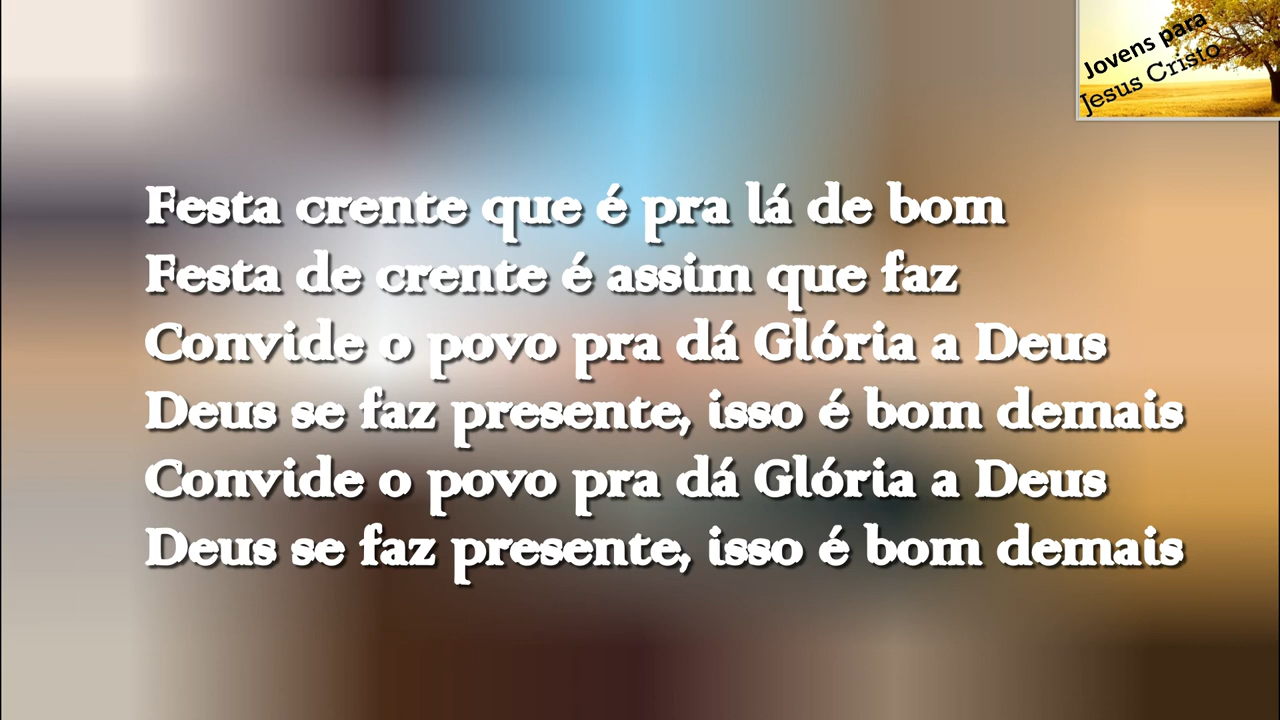 Jovens para
Jesus Cristo
Festa crente que é pra lá de bom
Festa de crente é assim que faz
Convide o povo pra dá Glória a Deus
Deus se faz presente, isso é bom demais
Convide o povo pra dá Glória a Deus
Deus se faz presente, isso é bom demais